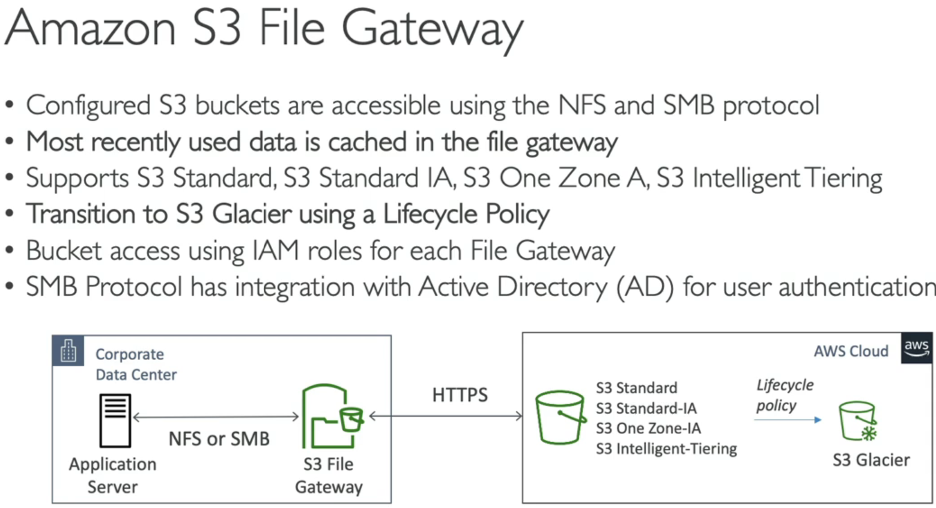 Amazon S3 File Gateway
• Configured S3 buckets are accessible using the NFS and SMB protocol
• Most recently used data is cached in the file gateway
• Supports S3 Standard, S3 Standard IA, S3 One Zone A, S3 Intelligent Tiering
• Transition to S3 Glacier using a Lifecycle Policy
• Bucket access using IAM roles for each File Gateway
• SMB Protocol has integration with Active Directory (AD) for user authentication
Corporate
Data Center
Application
Server
NFS or SMB
S3 File
Gateway
HTTPS
AWS Cloud
aws
S3 Standard
S3 Standard-IA
S3 One Zone-IA
S3 Intelligent-Tiering
Lifecycle
policy
S3 Glacier